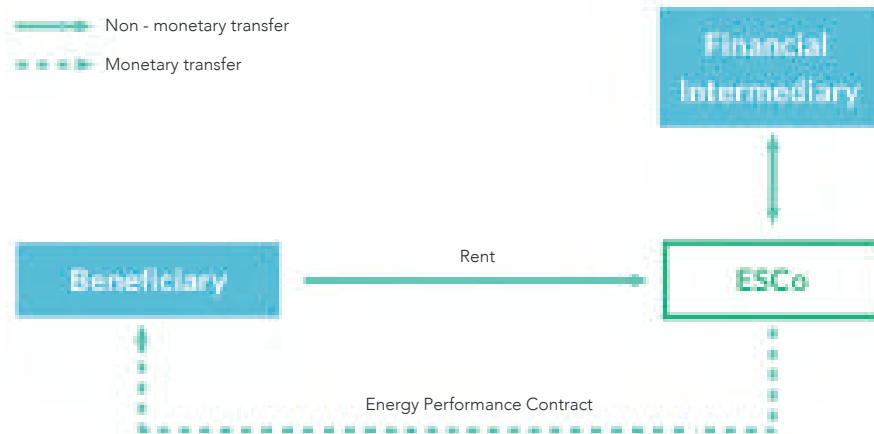 Non - monetary transfer
Monetary transfer
Financial
Intermediary
Rent
Beneficiary
ESCo
Energy Performance Contract